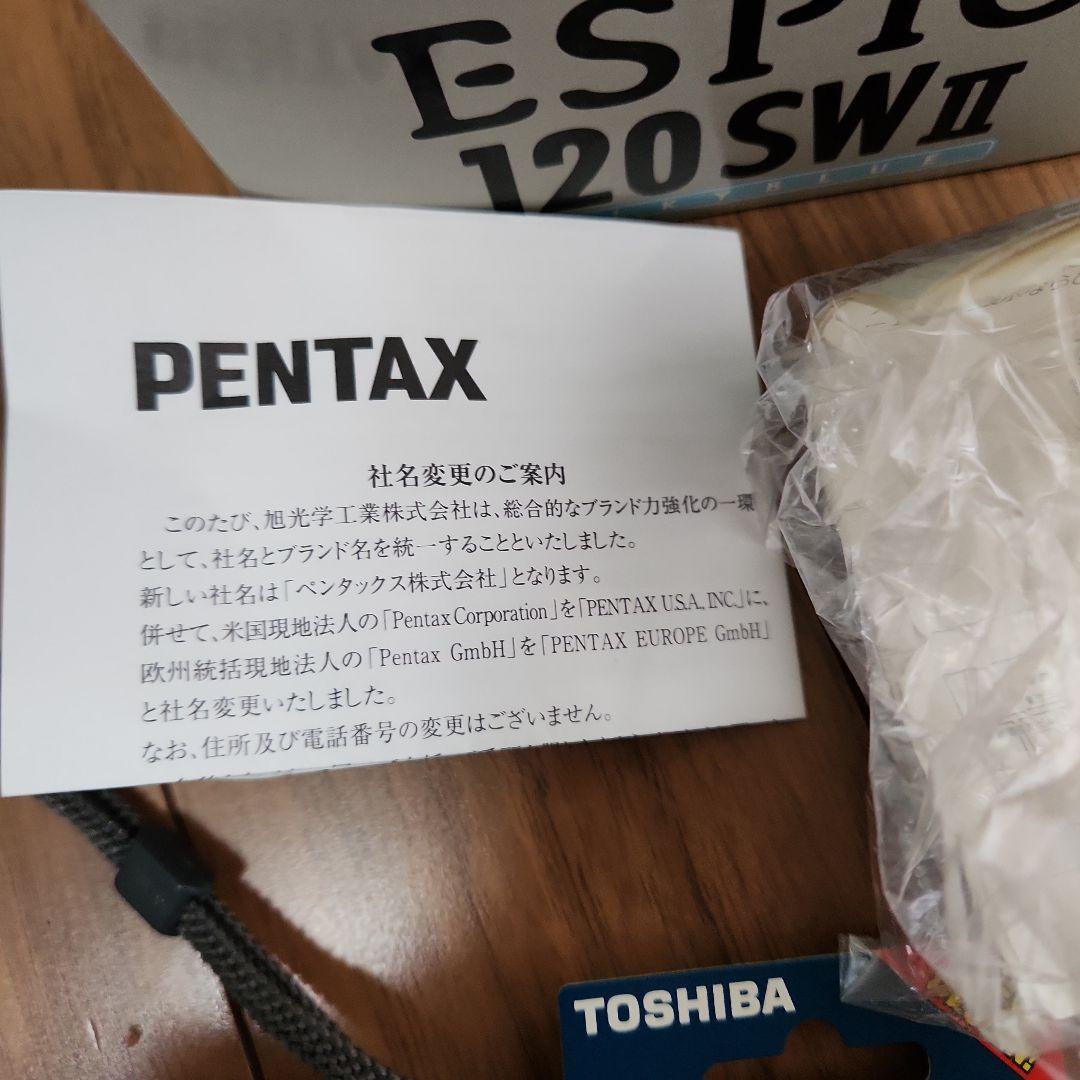 120SWII
PENTAX
社名変更のご案内
このたび、旭光学工業株式会社は、総合的なブランド力強化の一環
として、社名とブランド名を統一することといたしました。
新しい社名は「ペンタックス株式会社」となります。
併せて、米国現地法人の「Pentax Corporation」を「PENTAX U.S.A., INC.」に、
欧州統括現地法人の「Pentax GmbH」を「PENTAX EUROPE GmbH」
と社名変更いたしました。
なお、住所及び電話番号の変更はございません。
TOSHIBA